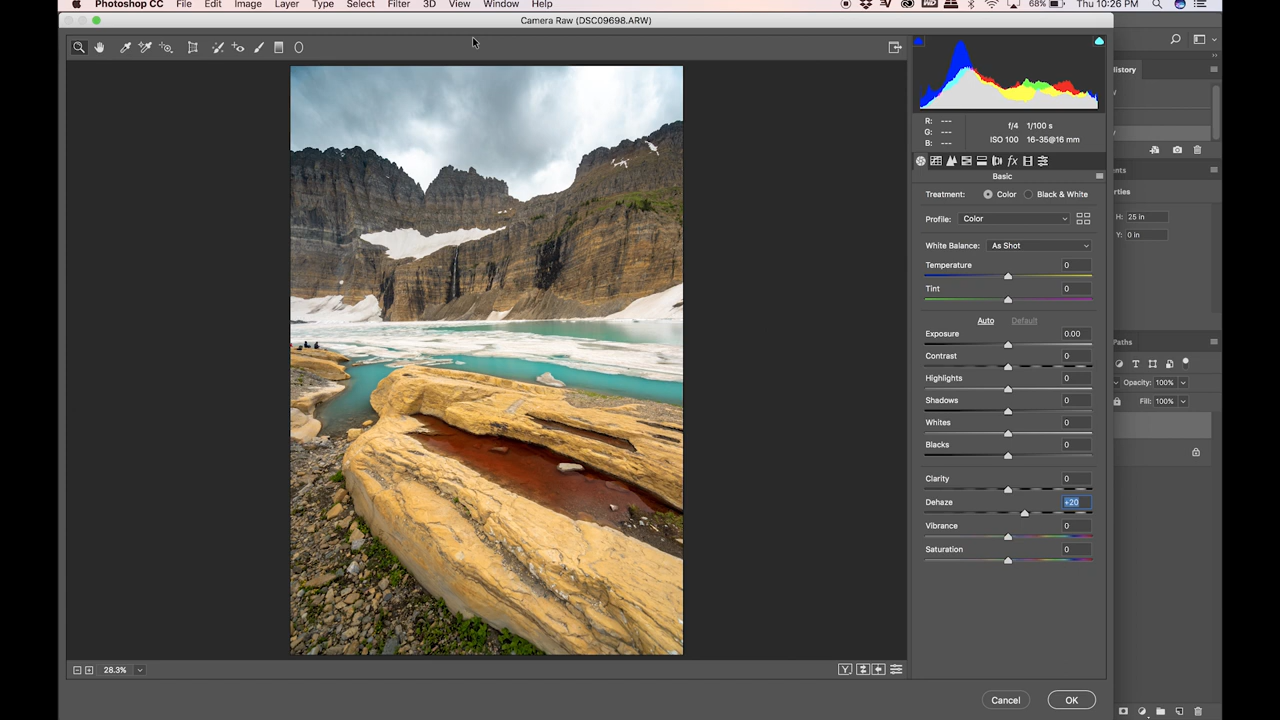 Photoshop CC File Edit Image Layer Type Select Filter 3D View Window Help 68% Thu 10:26 PM
Camera Raw (DSC09698.ARW)
History
R: ---
G: ---
B: ---
f/4 1/100 s
ISO 100 16-35@16 mm
Basic
Treatment: Color Black & White
Profile: Color
White Balance: As Shot
Temperature 0
Tint 0
Auto Default
Exposure 0.00
Contrast 0
Highlights 0
Shadows 0
Whites 0
Blacks 0
Clarity 0
Dehaze +20
Vibrance 0
Saturation 0
ents
rties
H: 25 in
Y: 0 in
Paths
Opacity: 100%
Fill: 100%
28.3%
Cancel OK